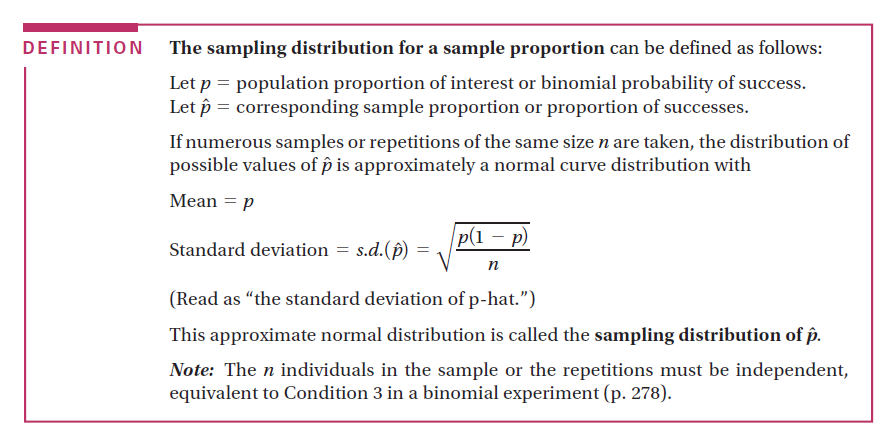 DEFINITION The sampling distribution for a sample proportion can be defined as follows:
Let p = population proportion of interest or binomial probability of success.
Let p̂ = corresponding sample proportion or proportion of successes.
If numerous samples or repetitions of the same size n are taken, the distribution of
possible values of p̂ is approximately a normal curve distribution with
Mean = p
Standard deviation = s.d.(p̂) = √(p(1 − p)/n)
(Read as “the standard deviation of p-hat.”)
This approximate normal distribution is called the sampling distribution of p̂.
Note: The n individuals in the sample or the repetitions must be independent,
equivalent to Condition 3 in a binomial experiment (p. 278).